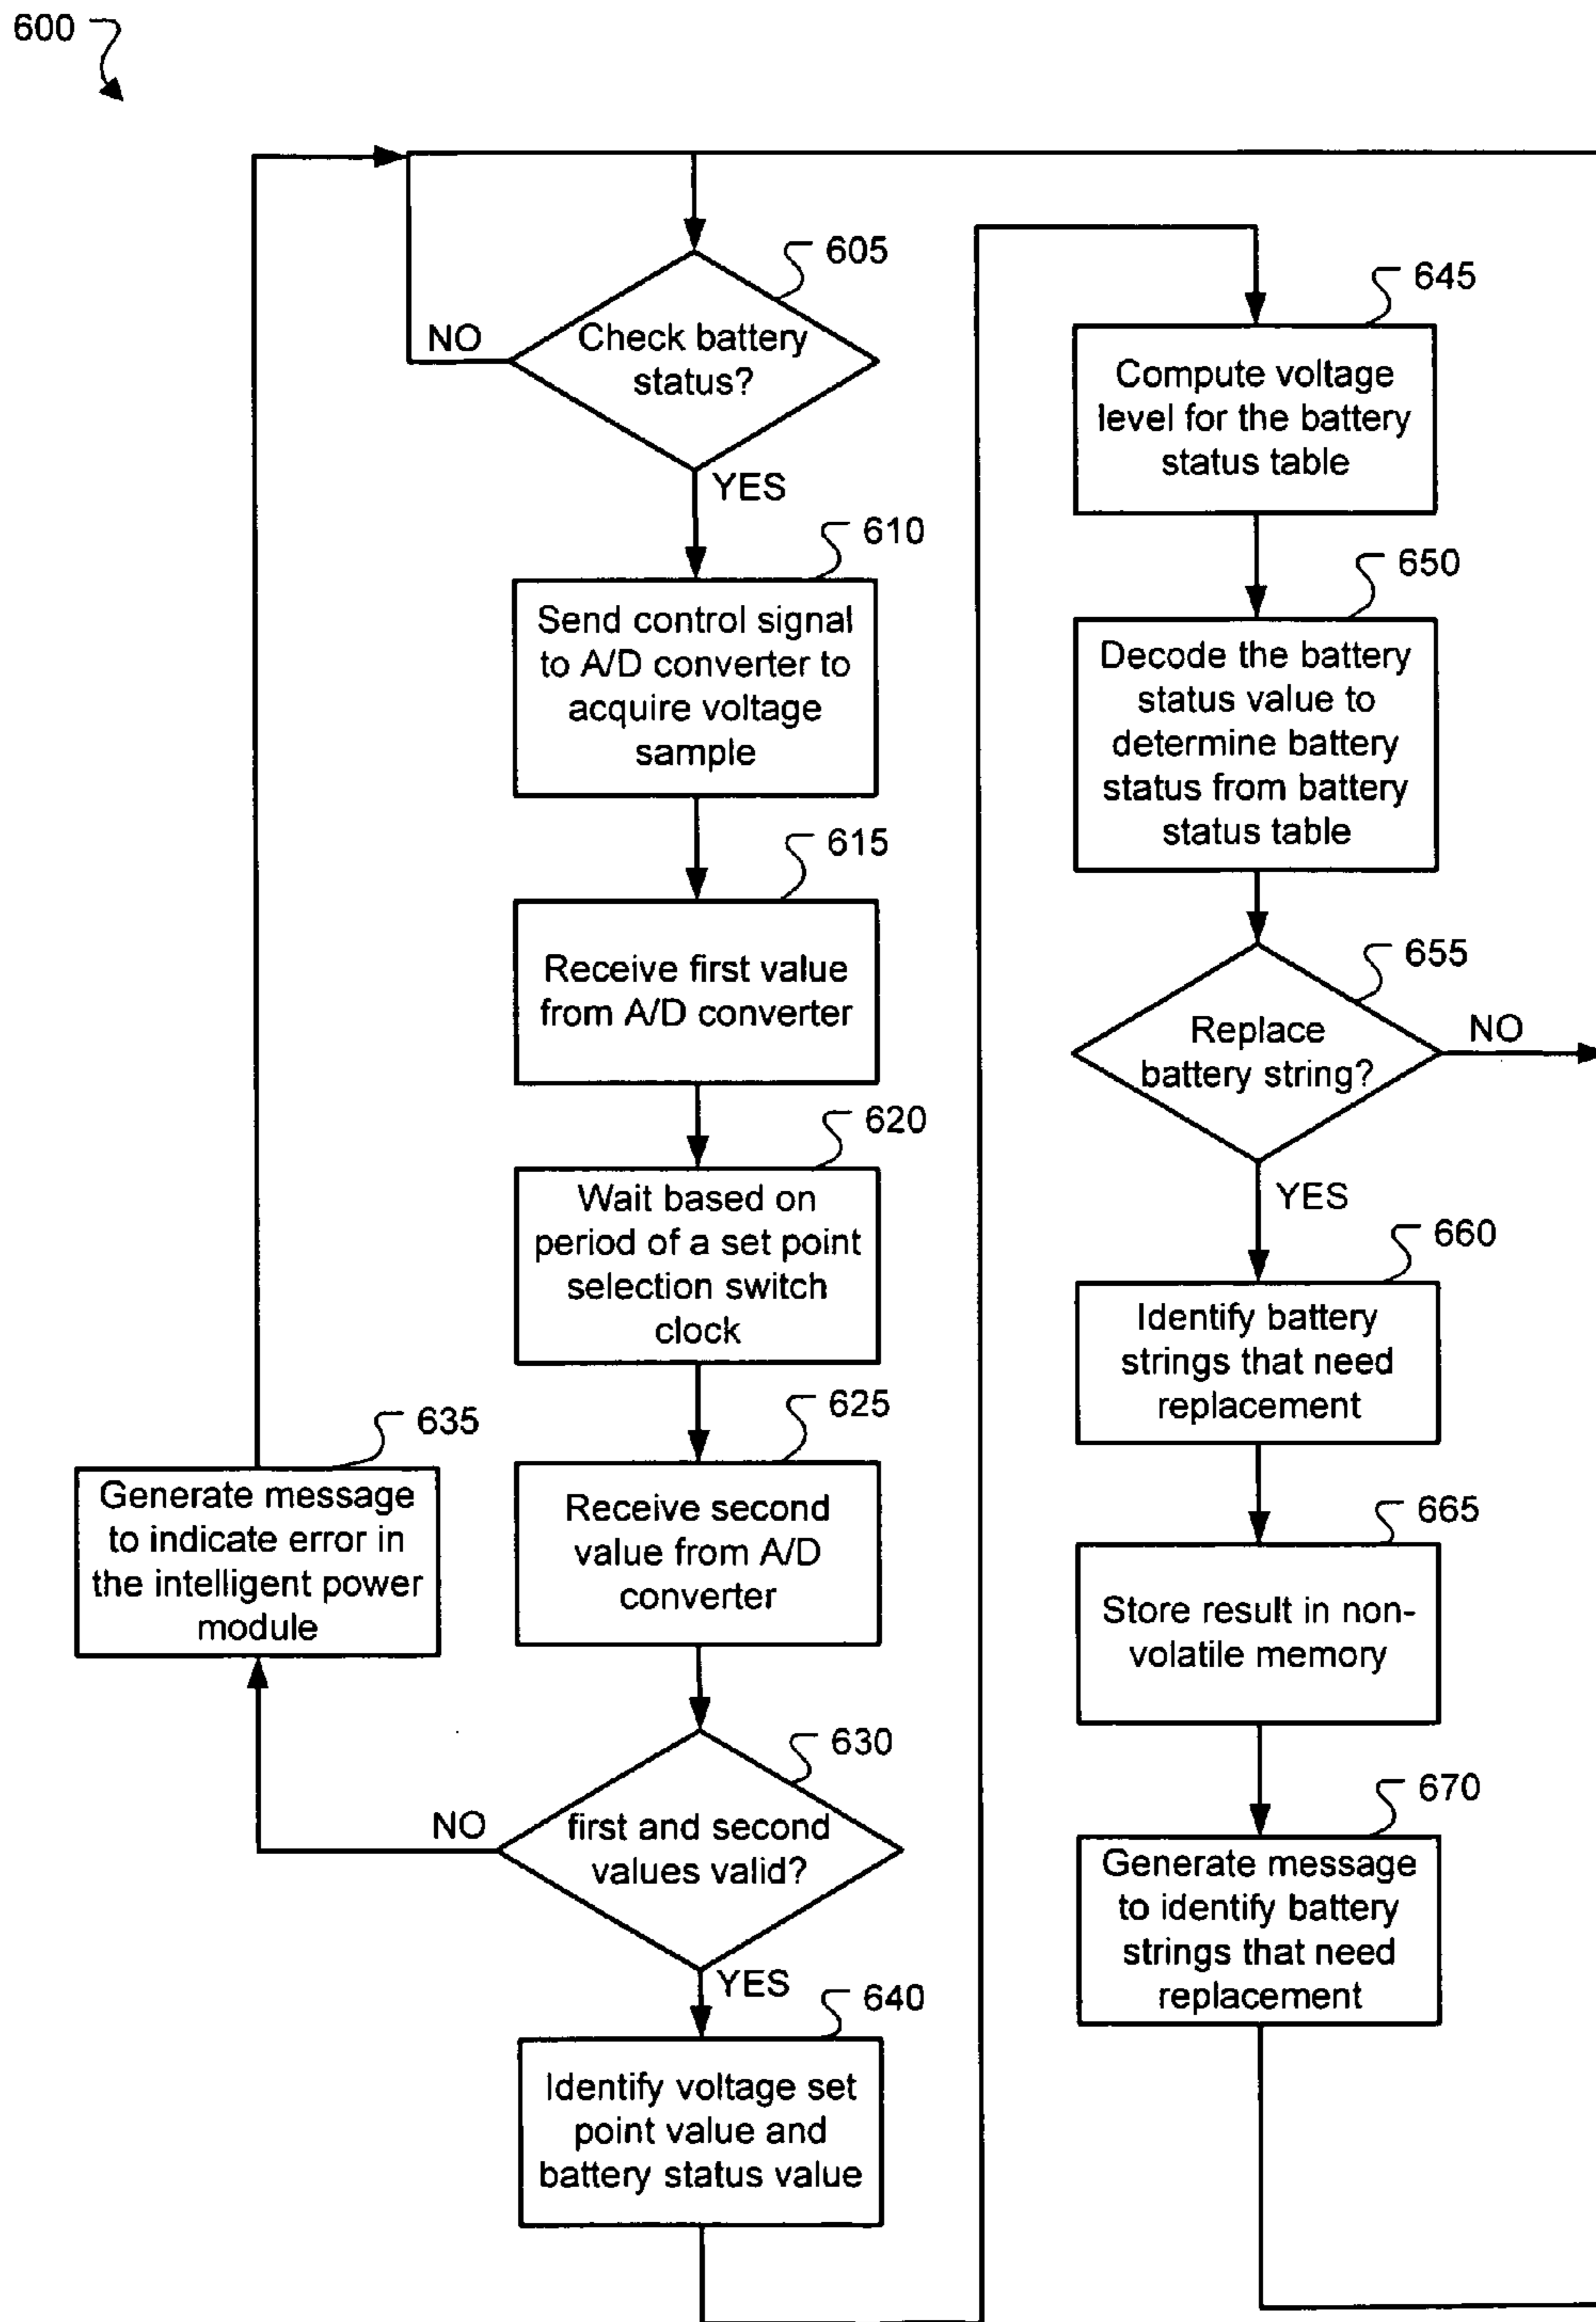 600
605
Check battery
status?
NO
YES
610
Send control signal
to A/D converter to
acquire voltage
sample
615
Receive first value
from A/D converter
620
Wait based on
period of a set point
selection switch
clock
625
Receive second
value from A/D
converter
630
first and second
values valid?
NO
YES
635
Generate message
to indicate error in
the intelligent power
module
640
Identify voltage set
point value and
battery status value
645
Compute voltage
level for the battery
status table
650
Decode the battery
status value to
determine battery
status from battery
status table
655
Replace
battery string?
NO
YES
660
Identify battery
strings that need
replacement
665
Store result in non-
volatile memory
670
Generate message
to identify battery
strings that need
replacement